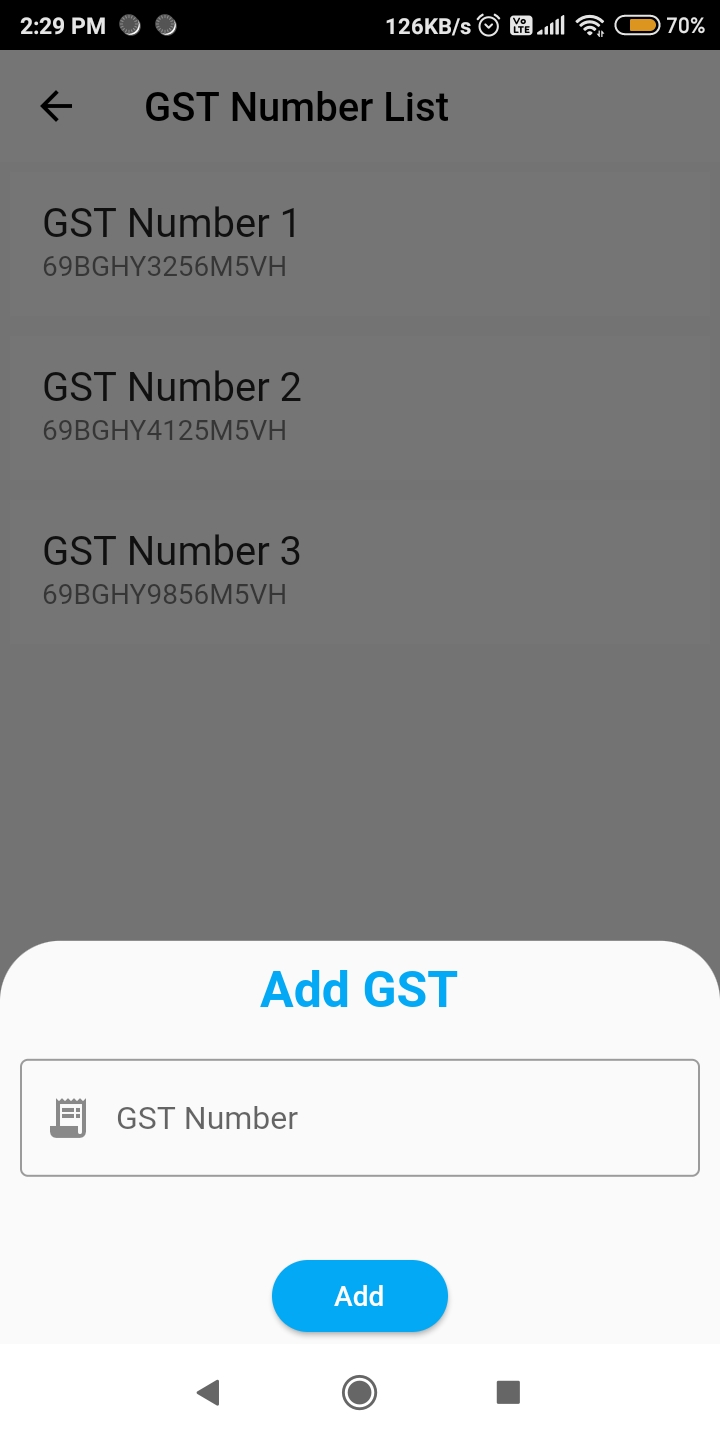 2:29 PM 126KB/s Vo LTE 70%
GST Number List
GST Number 1
69BGHY3256M5VH
GST Number 2
69BGHY4125M5VH
GST Number 3
69BGHY9856M5VH
Add GST
GST Number
Add